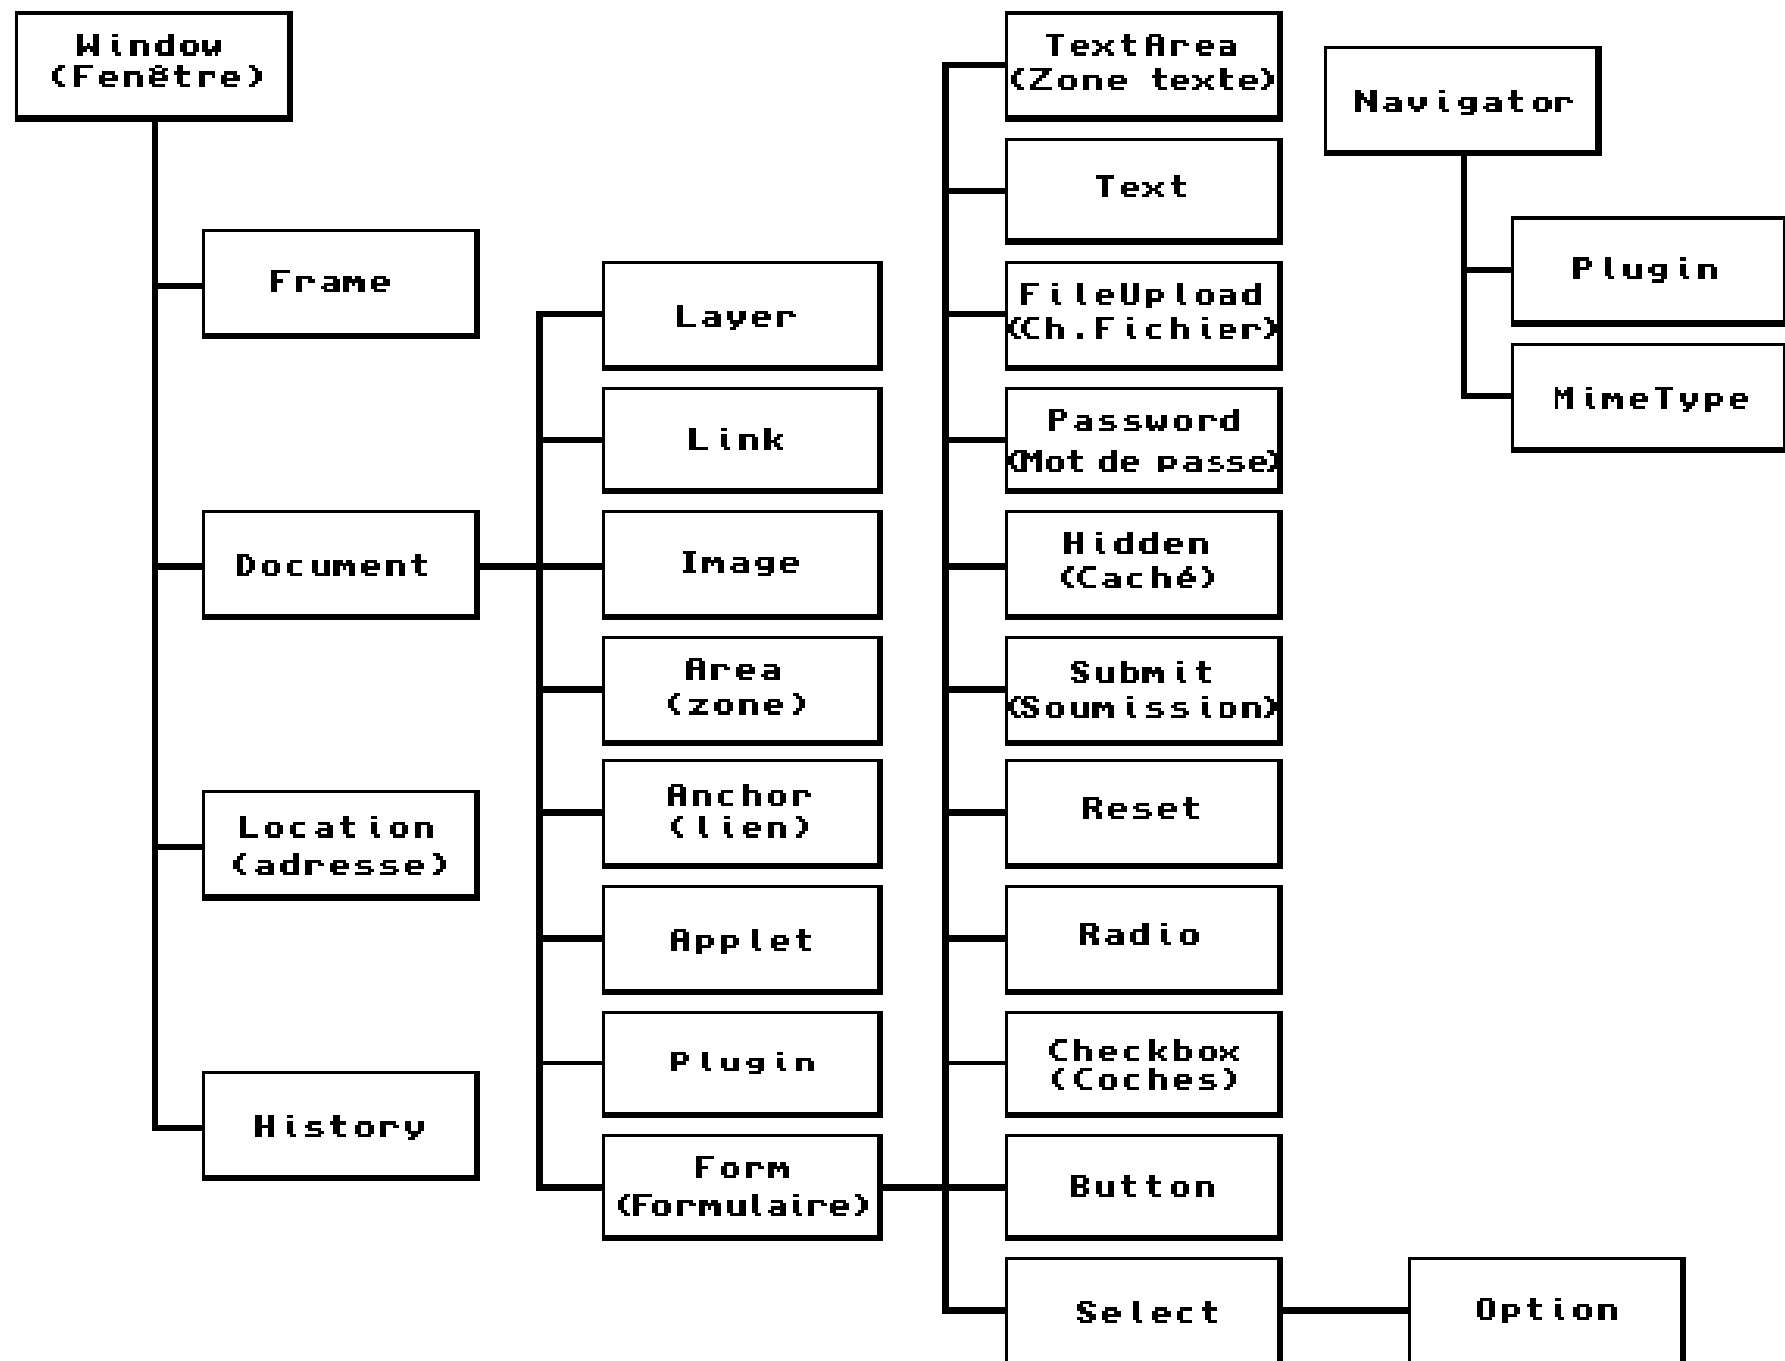 Window
(Fenêtre)
Frame
Document
Location
(adresse)
History
Layer
Link
Image
Area
(zone)
Anchor
(lien)
Applet
Plugin
Form
(Formulaire)
TextArea
(Zone texte)
Text
FileUpload
(Ch.Fichier)
Password
(Mot de passe)
Hidden
(Caché)
Submit
(Soumission)
Reset
Radio
Checkbox
(Coches)
Button
Select
Option
Navigator
Plugin
MimeType